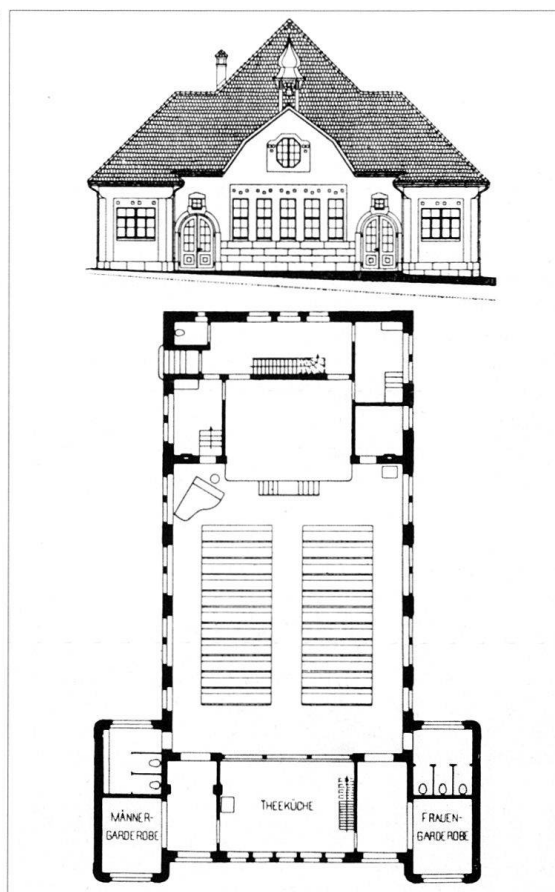 MÄNNER-
GARDEROBE
THEEKÜCHE
FRAUEN-
GARDEROBE